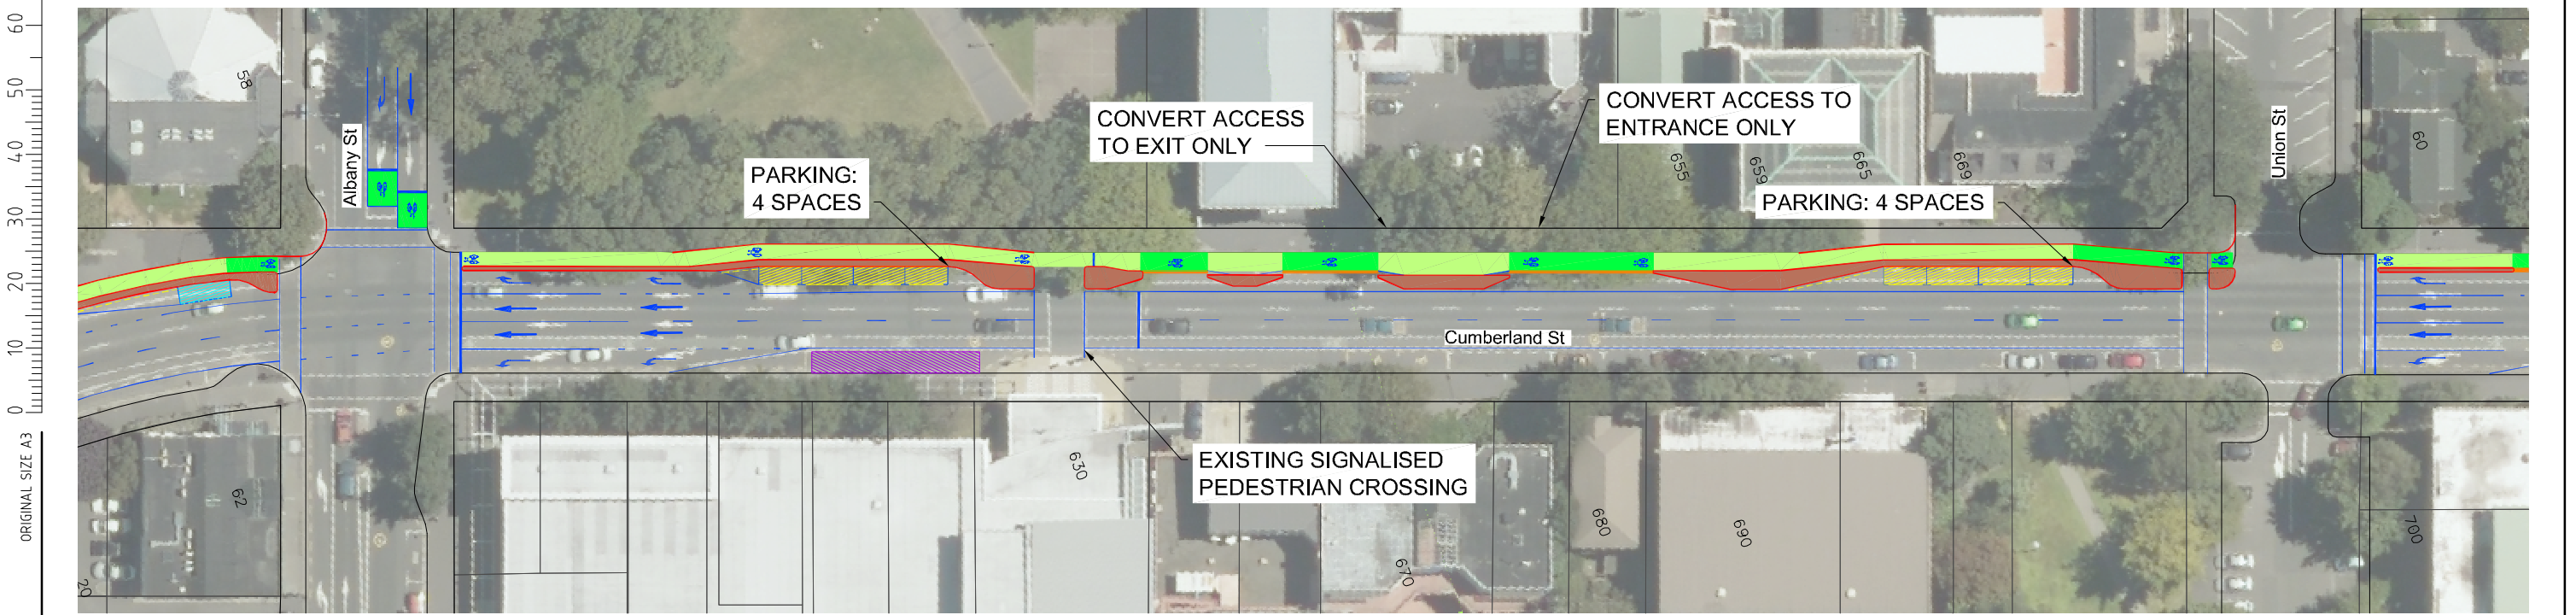 60
50
40
30
20
10
0
ORIGINAL SIZE A3
58
Albany St
PARKING:
4 SPACES
CONVERT ACCESS
TO EXIT ONLY
CONVERT ACCESS TO
ENTRANCE ONLY
655
659
665
669
PARKING: 4 SPACES
Union St
60
Cumberland St
EXISTING SIGNALISED
PEDESTRIAN CROSSING
20
62
630
670
680
690
700